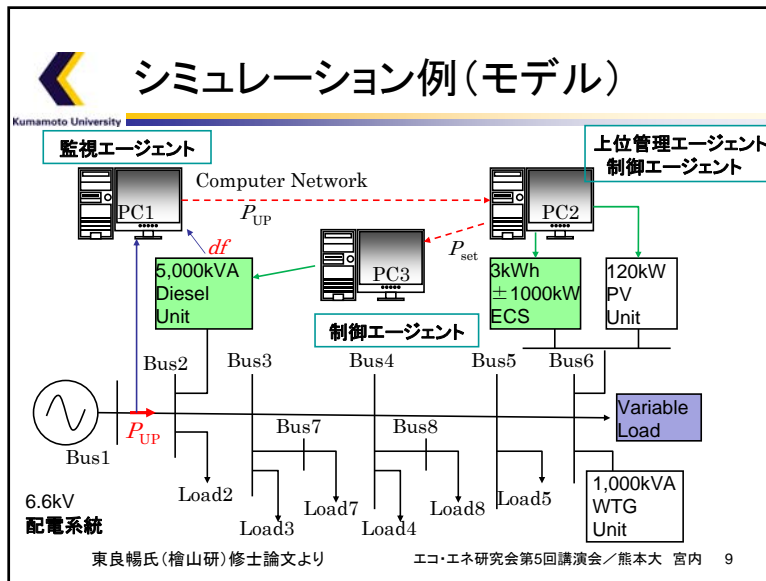 シミュレーション例(モデル)
Kumamoto University
監視エージェント
上位管理エージェント
制御エージェント
Computer Network
PC1
PUP
PC2
df
Pset
PC3
5,000kVA
Diesel
Unit
3kWh
±1000kW
ECS
120kW
PV
Unit
制御エージェント
Bus2
Bus3
Bus4
Bus5
Bus6
Variable
Load
PUP
Bus1
Bus7
Bus8
Load2
Load7
Load8
Load5
Load3
Load4
1,000kVA
WTG
Unit
6.6kV
配電系統
東良暢氏(檜山研)修士論文より
エコ・エネ研究会第5回講演会/熊本大 宮内 9